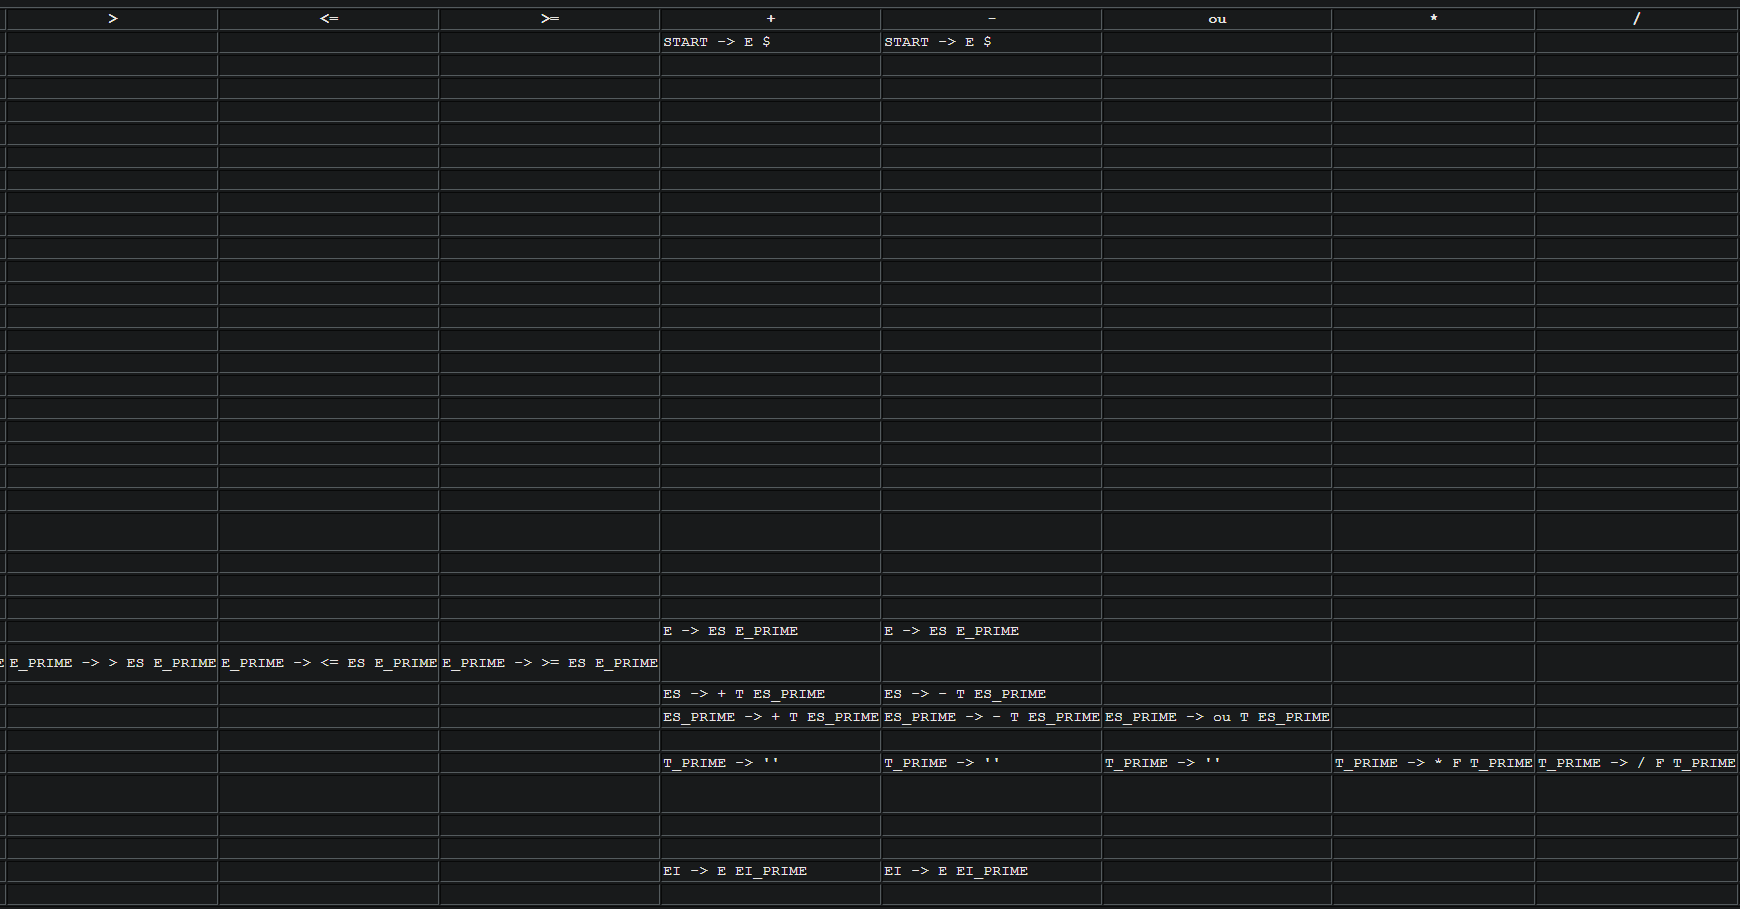 > <= >= + - ou * /
START -> E $ START -> E $
E -> ES E_PRIME E -> ES E_PRIME
E E_PRIME -> > ES E_PRIME E_PRIME -> <= ES E_PRIME E_PRIME -> >= ES E_PRIME
ES -> + T ES_PRIME ES -> - T ES_PRIME
ES_PRIME -> + T ES_PRIME ES_PRIME -> - T ES_PRIME ES_PRIME -> ou T ES_PRIME
T_PRIME -> '' T_PRIME -> '' T_PRIME -> '' T_PRIME -> * F T_PRIME T_PRIME -> / F T_PRIME
EI -> E EI_PRIME EI -> E EI_PRIME